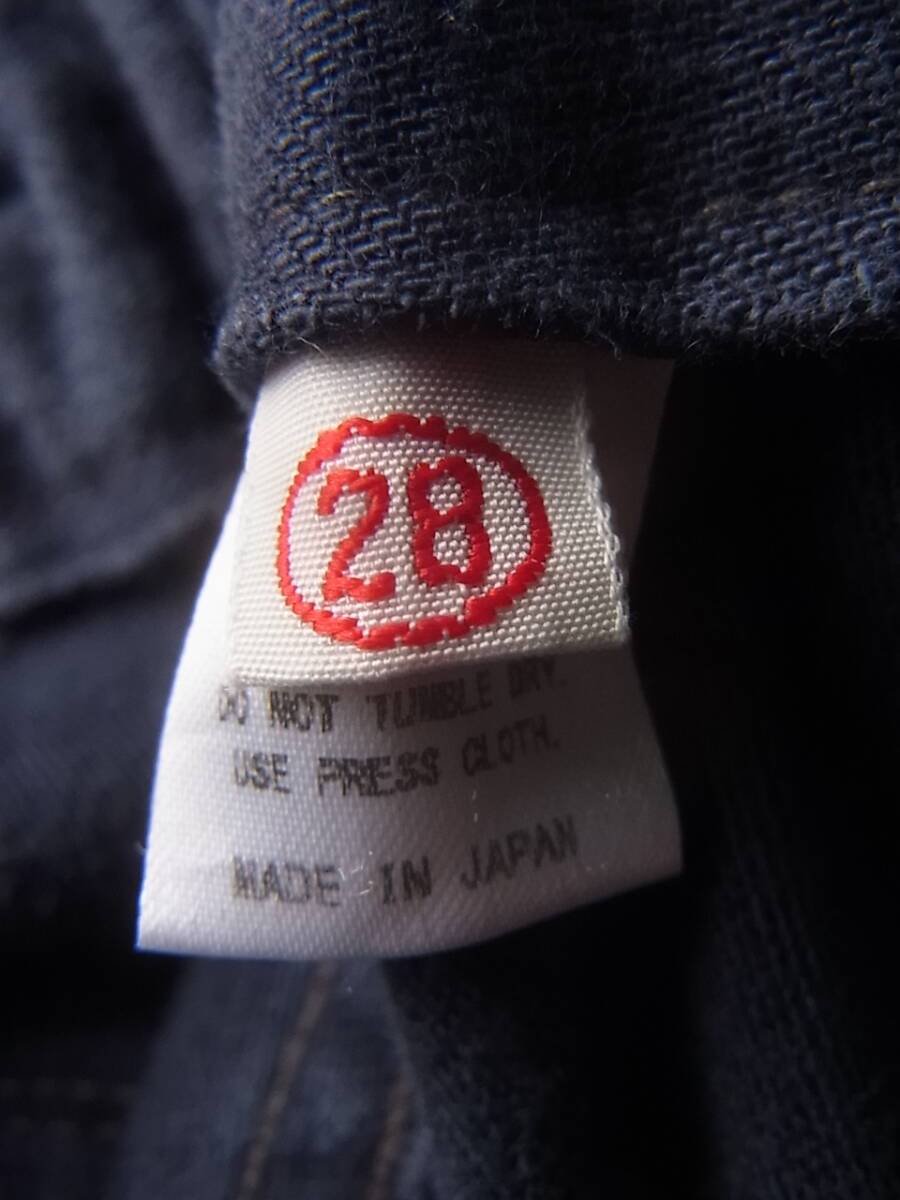 28
DO NOT TUMBLE DRY.
USE PRESS CLOTH.
MADE IN JAPAN